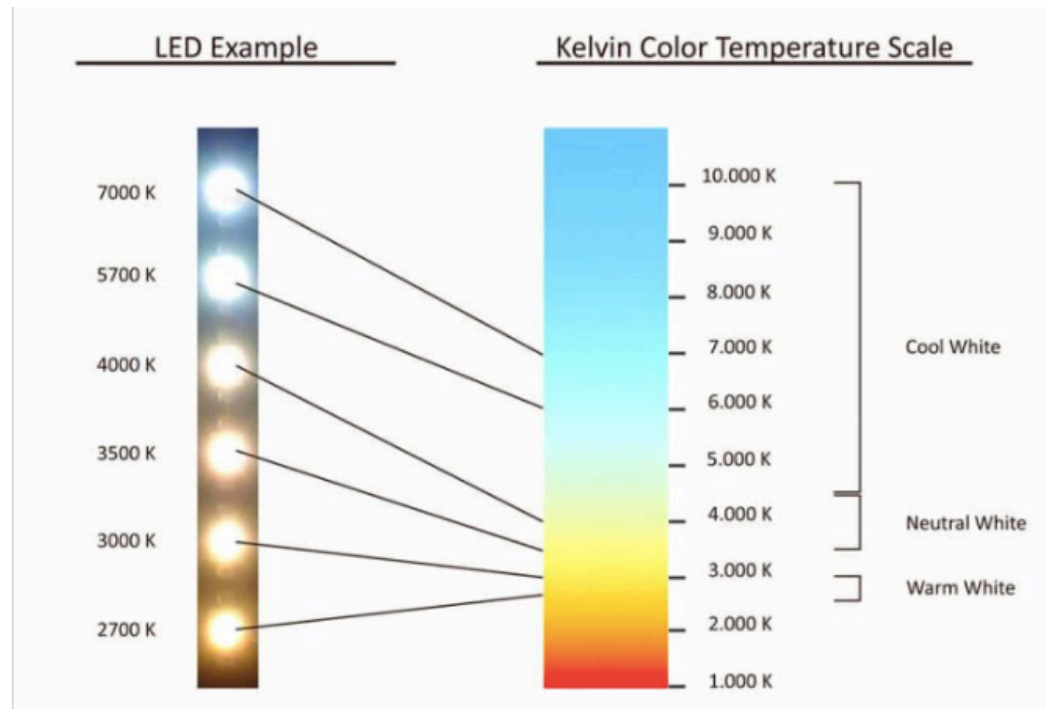 LED Example
Kelvin Color Temperature Scale
7000 K
5700 K
4000 K
3500 K
3000 K
2700 K
10.000 K
9.000 K
8.000 K
7.000 K
6.000 K
5.000 K
4.000 K
3.000 K
2.000 K
1.000 K
Cool White
Neutral White
Warm White